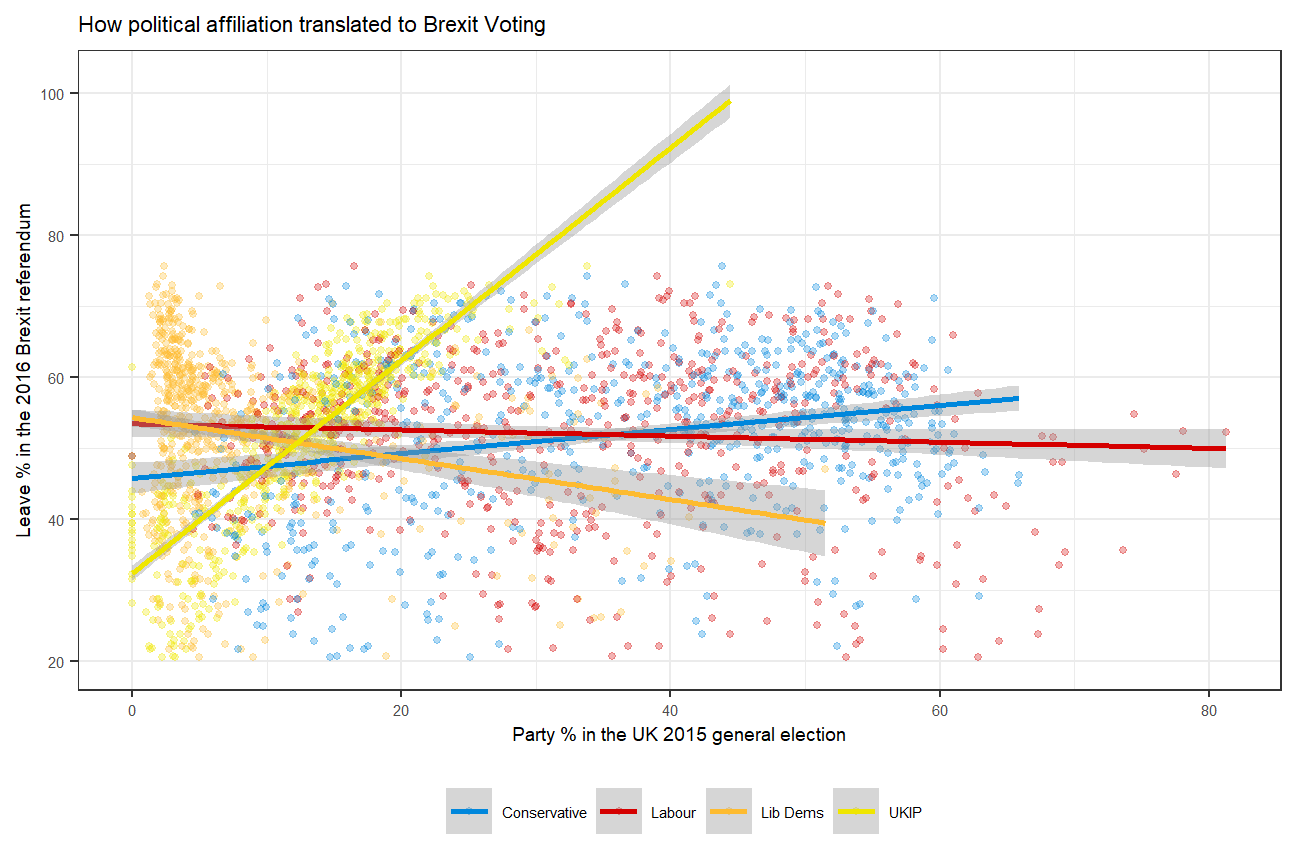 How political affiliation translated to Brexit Voting
Leave % in the 2016 Brexit referendum
100
80
60
40
20
0 20 40 60 80
Party % in the UK 2015 general election
Conservative Labour Lib Dems UKIP